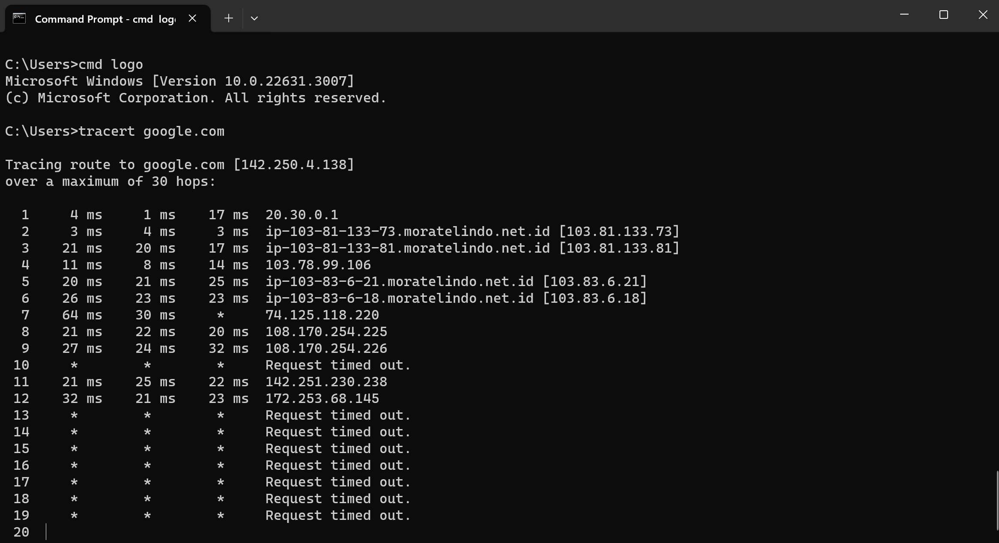 Command Prompt - cmd  log
C:\Users>cmd logo
Microsoft Windows [Version 10.0.22631.3007]
(c) Microsoft Corporation. All rights reserved.
C:\Users>tracert google.com
Tracing route to google.com [142.250.4.138]
over a maximum of 30 hops:
1     4 ms     1 ms    17 ms  20.30.0.1
2     3 ms     4 ms     3 ms  ip-103-81-133-73.moratelindo.net.id [103.81.133.73]
3    21 ms    20 ms    17 ms  ip-103-81-133-81.moratelindo.net.id [103.81.133.81]
4    11 ms     8 ms    14 ms  103.78.99.106
5    20 ms    21 ms    25 ms  ip-103-83-6-21.moratelindo.net.id [103.83.6.21]
6    26 ms    23 ms    23 ms  ip-103-83-6-18.moratelindo.net.id [103.83.6.18]
7    64 ms    30 ms     *     74.125.118.220
8    21 ms    22 ms    20 ms  108.170.254.225
9    27 ms    24 ms    32 ms  108.170.254.226
10     *        *        *     Request timed out.
11    21 ms    25 ms    22 ms  142.251.230.238
12    32 ms    21 ms    23 ms  172.253.68.145
13     *        *        *     Request timed out.
14     *        *        *     Request timed out.
15     *        *        *     Request timed out.
16     *        *        *     Request timed out.
17     *        *        *     Request timed out.
18     *        *        *     Request timed out.
19     *        *        *     Request timed out.
20